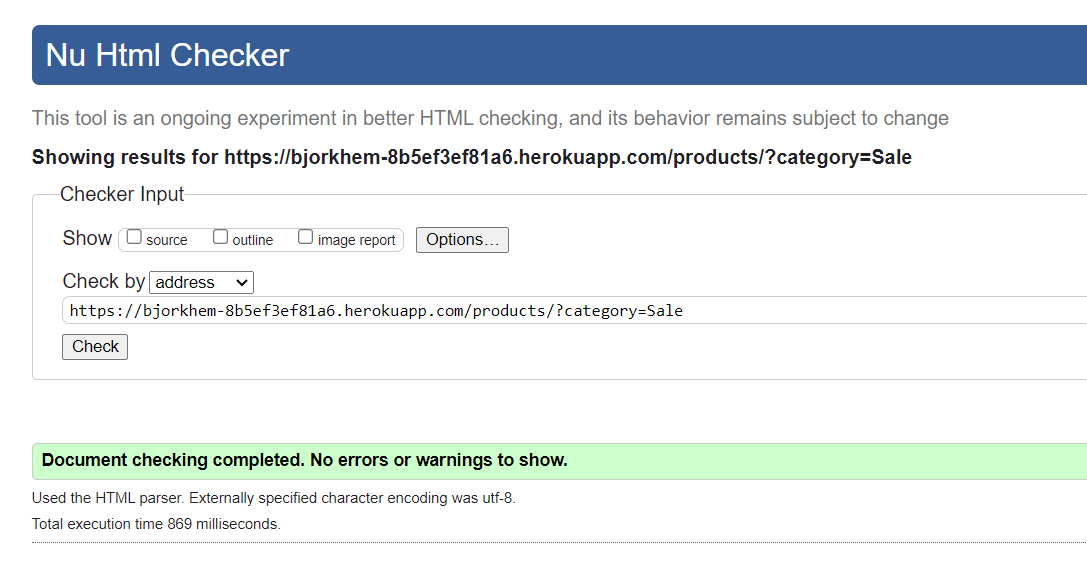 Nu Html Checker
This tool is an ongoing experiment in better HTML checking, and its behavior remains subject to change
Showing results for https://bjorkhem-8b5ef3ef81a6.herokuapp.com/products/?category=Sale
Checker Input
Show source outline image report Options...
Check by address
https://bjorkhem-8b5ef3ef81a6.herokuapp.com/products/?category=Sale
Check
Document checking completed. No errors or warnings to show.
Used the HTML parser. Externally specified character encoding was utf-8.
Total execution time 869 milliseconds.